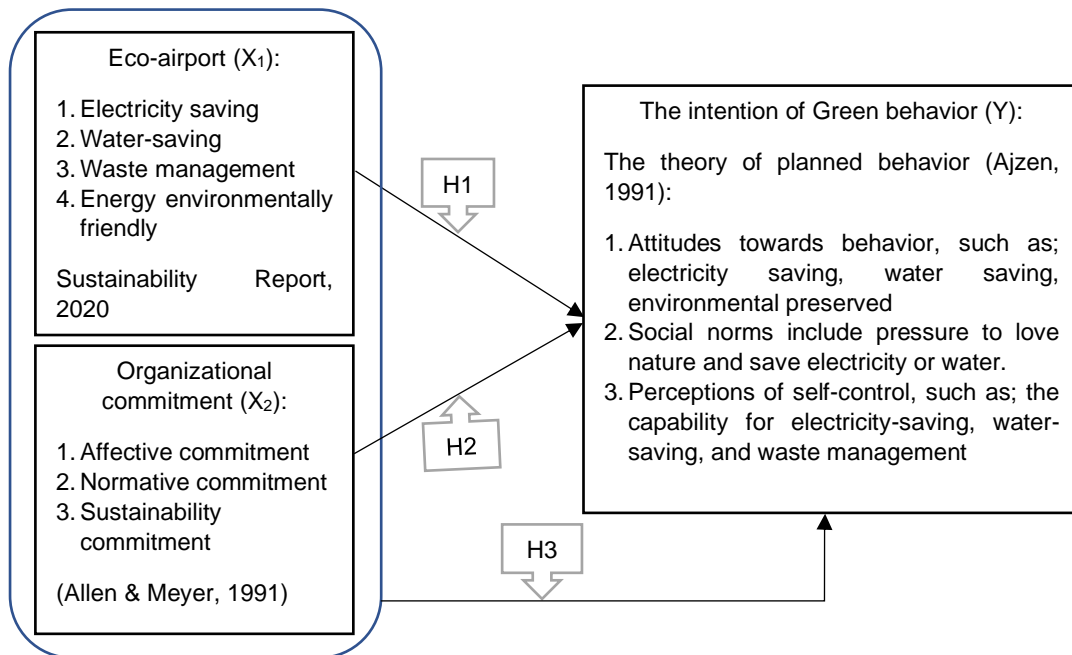 Eco-airport (X₁):
1. Electricity saving
2. Water-saving
3. Waste management
4. Energy environmentally
friendly
Sustainability Report,
2020
Organizational
commitment (X₂):
1. Affective commitment
2. Normative commitment
3. Sustainability
commitment
(Allen & Meyer, 1991)
H1
H2
H3
The intention of Green behavior (Y):
The theory of planned behavior (Ajzen,
1991):
1. Attitudes towards behavior, such as;
electricity saving, water saving,
environmental preserved
2. Social norms include pressure to love
nature and save electricity or water.
3. Perceptions of self-control, such as; the
capability for electricity-saving, water-
saving, and waste management